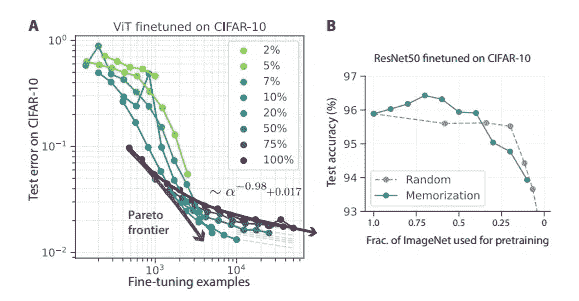 A
ViT finetuned on CIFAR-10
10⁰
10⁻¹
10⁻²
Test error on CIFAR-10
2%
5%
7%
10%
20%
50%
75%
100%
~ α^−0.98+0.017
Pareto
frontier
10³
10⁴
Fine-tuning examples
B
ResNet50 finetuned on CIFAR-10
97
96
95
94
93
Test accuracy (%)
Random
Memorization
1.0
0.7
0.5
0.2
0
Frac. of ImageNet used for pretraining